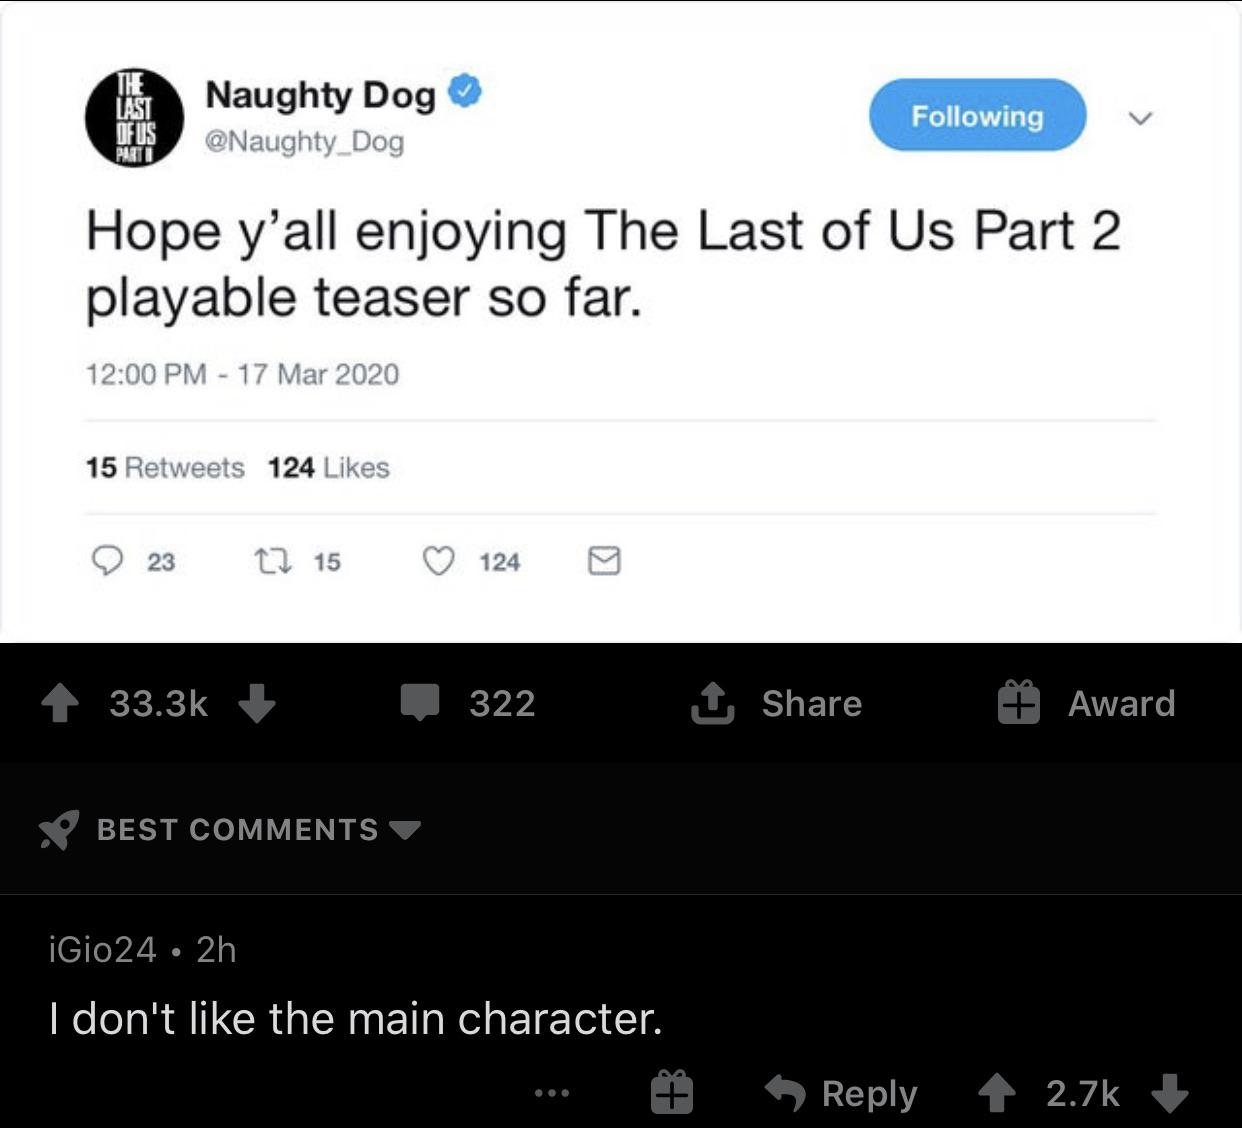 THE
LAST
OF US
PART II
Naughty Dog
@Naughty_Dog
Following
Hope y’all enjoying The Last of Us Part 2
playable teaser so far.
12:00 PM - 17 Mar 2020
15 Retweets 124 Likes
23 15 124
33.3k 322 Share Award
BEST COMMENTS
iGio24 • 2h
I don't like the main character.
Reply 2.7k